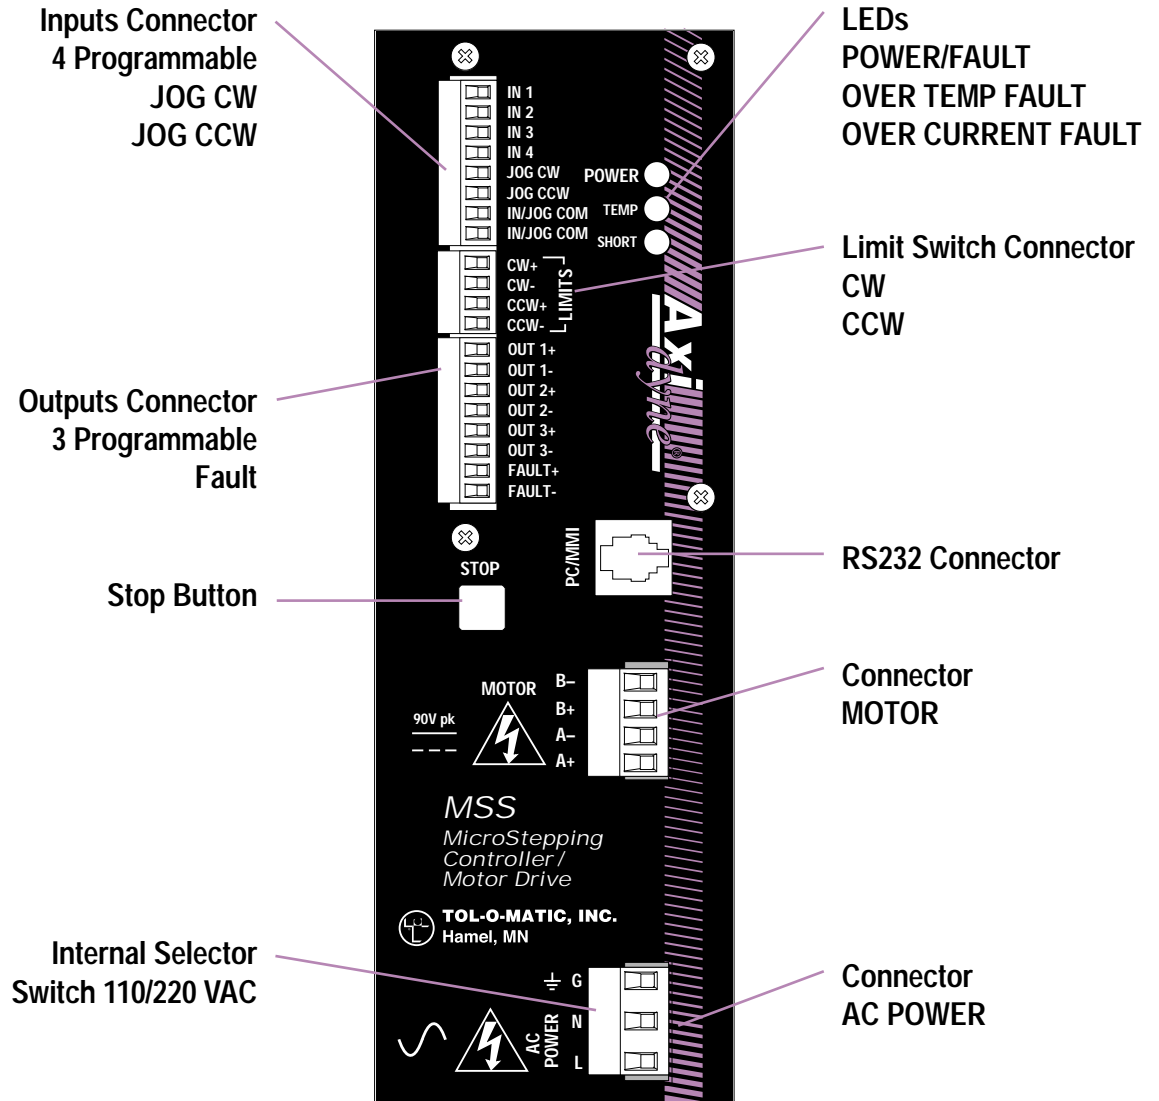 Inputs Connector
4 Programmable
JOG CW
JOG CCW
LEDs
POWER/FAULT
OVER TEMP FAULT
OVER CURRENT FAULT
IN 1
IN 2
IN 3
IN 4
JOG CW
JOG CCW
IN/JOG COM
IN/JOG COM
POWER
TEMP
SHORT
Limit Switch Connector
CW
CCW
CW+
CW-
CCW+
CCW-
LIMITS
Axi
dyne®
Outputs Connector
3 Programmable
Fault
OUT 1+
OUT 1-
OUT 2+
OUT 2-
OUT 3+
OUT 3-
FAULT+
FAULT-
STOP
Stop Button
PC/MMI
RS232 Connector
MOTOR
90V pk
B–
B+
A–
A+
Connector
MOTOR
MSS
MicroStepping
Controller /
Motor Drive
TOL-O-MATIC, INC.
Hamel, MN
Internal Selector
Switch 110/220 VAC
G
N
L
AC
POWER
Connector
AC POWER